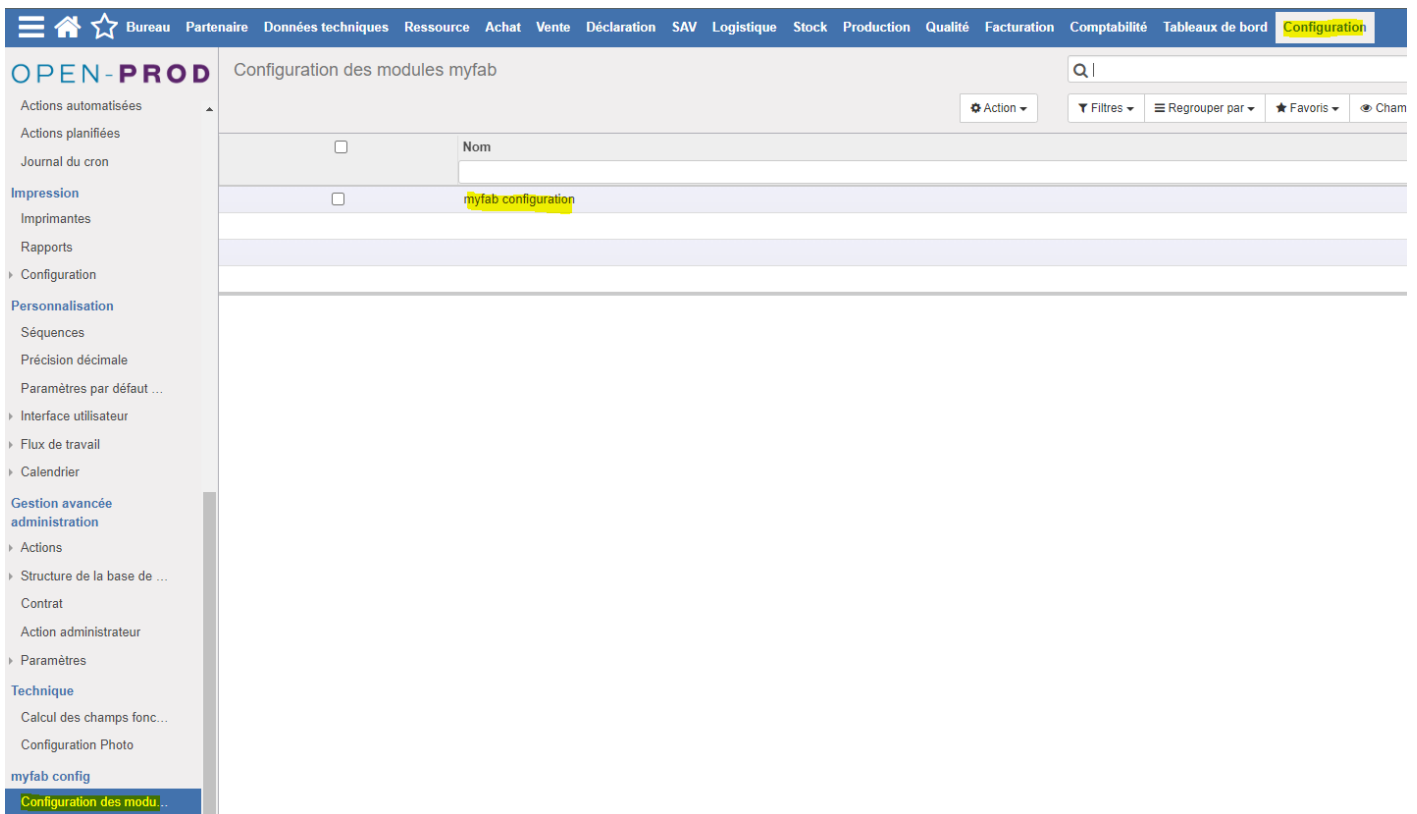 Bureau Partenaire Données techniques Ressource Achat Vente Déclaration SAV Logistique Stock Production Qualité Facturation Comptabilité Tableaux de bord Configuration
OPEN-PROD
Configuration des modules myfab
Actions automatisées
Action Filtres Regrouper par Favoris Cham
Actions planifiées
Journal du cron
Nom
Impression
myfab configuration
Imprimantes
Rapports
Configuration
Personnalisation
Séquences
Précision décimale
Paramètres par défaut ...
Interface utilisateur
Flux de travail
Calendrier
Gestion avancée
administration
Actions
Structure de la base de ...
Contrat
Action administrateur
Paramètres
Technique
Calcul des champs fonc...
Configuration Photo
myfab config
Configuration des modu...